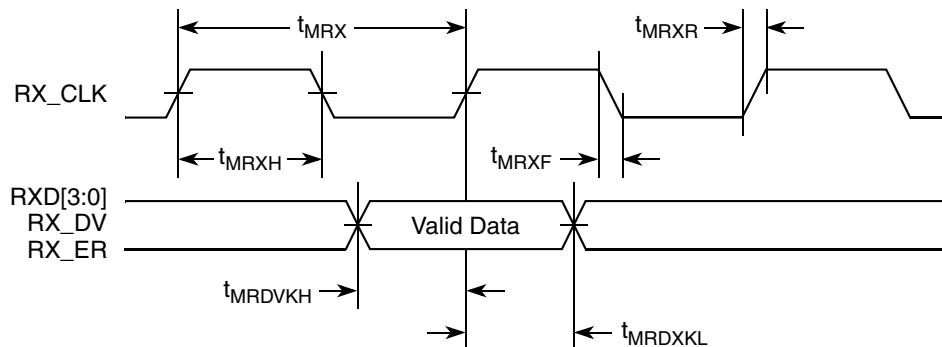 tMRX
tMRXR
RX_CLK
tMRXH
tMRXF
RXD[3:0]
RX_DV
RX_ER
Valid Data
tMRDVKH
tMRDXKL